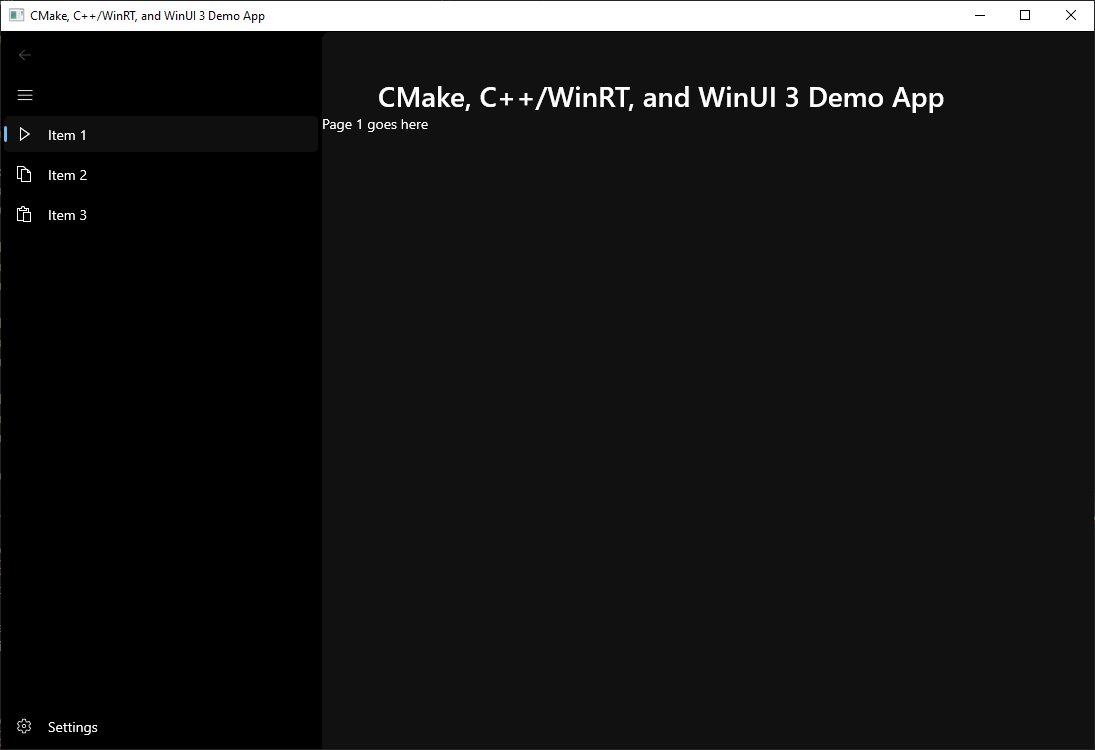 CMake, C++/WinRT, and WinUI 3 Demo App
Item 1
Item 2
Item 3
Settings
CMake, C++/WinRT, and WinUI 3 Demo App
Page 1 goes here